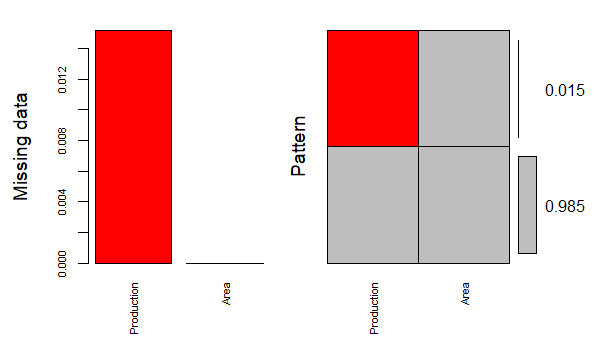 Missing data
0.000
0.004
0.008
0.012
Production
Area
Pattern
Production
Area
0.015
0.985